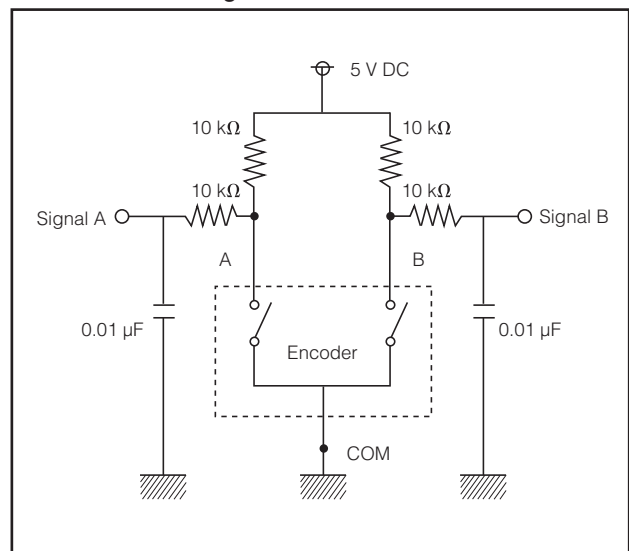 5 V DC
10 kΩ 10 kΩ
10 kΩ 10 kΩ
Signal A Signal B
A B
0.01 µF Encoder 0.01 µF
COM